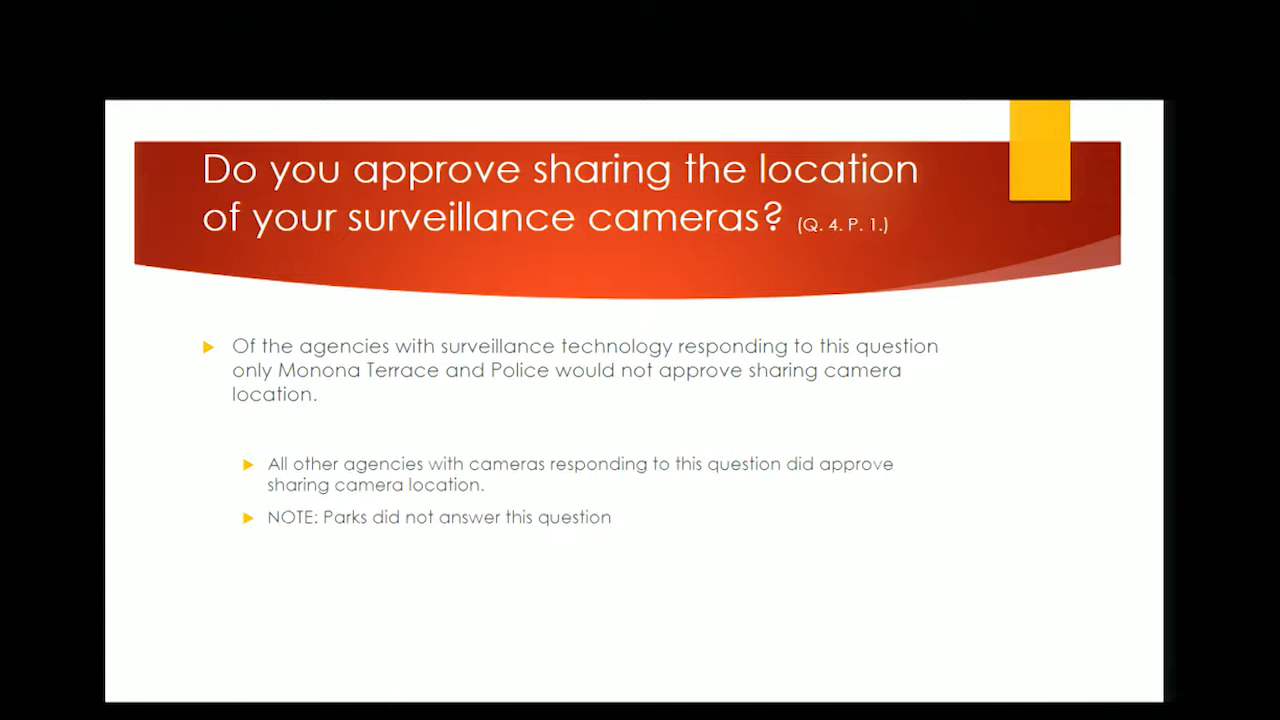 Do you approve sharing the location
of your surveillance cameras? (Q. 4. P. 1.)
Of the agencies with surveillance technology responding to this question
only Monona Terrace and Police would not approve sharing camera
location.
All other agencies with cameras responding to this question did approve
sharing camera location.
NOTE: Parks did not answer this question